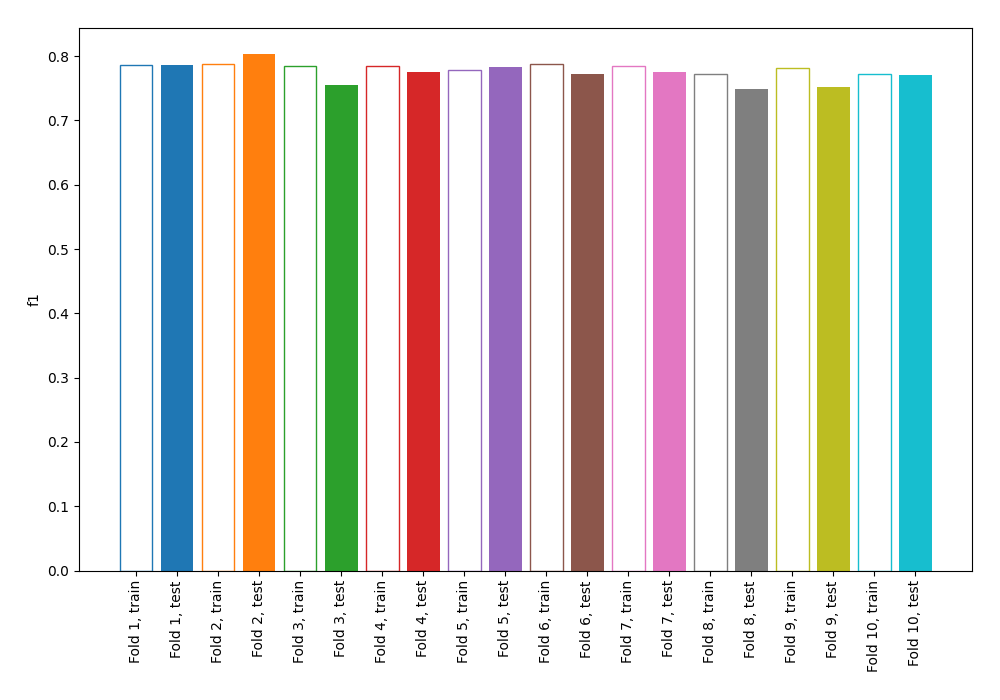 f1
0.8
0.7
0.6
0.5
0.4
0.3
0.2
0.1
0.0
Fold 1, train
Fold 1, test
Fold 2, train
Fold 2, test
Fold 3, train
Fold 3, test
Fold 4, train
Fold 4, test
Fold 5, train
Fold 5, test
Fold 6, train
Fold 6, test
Fold 7, train
Fold 7, test
Fold 8, train
Fold 8, test
Fold 9, train
Fold 9, test
Fold 10, train
Fold 10, test